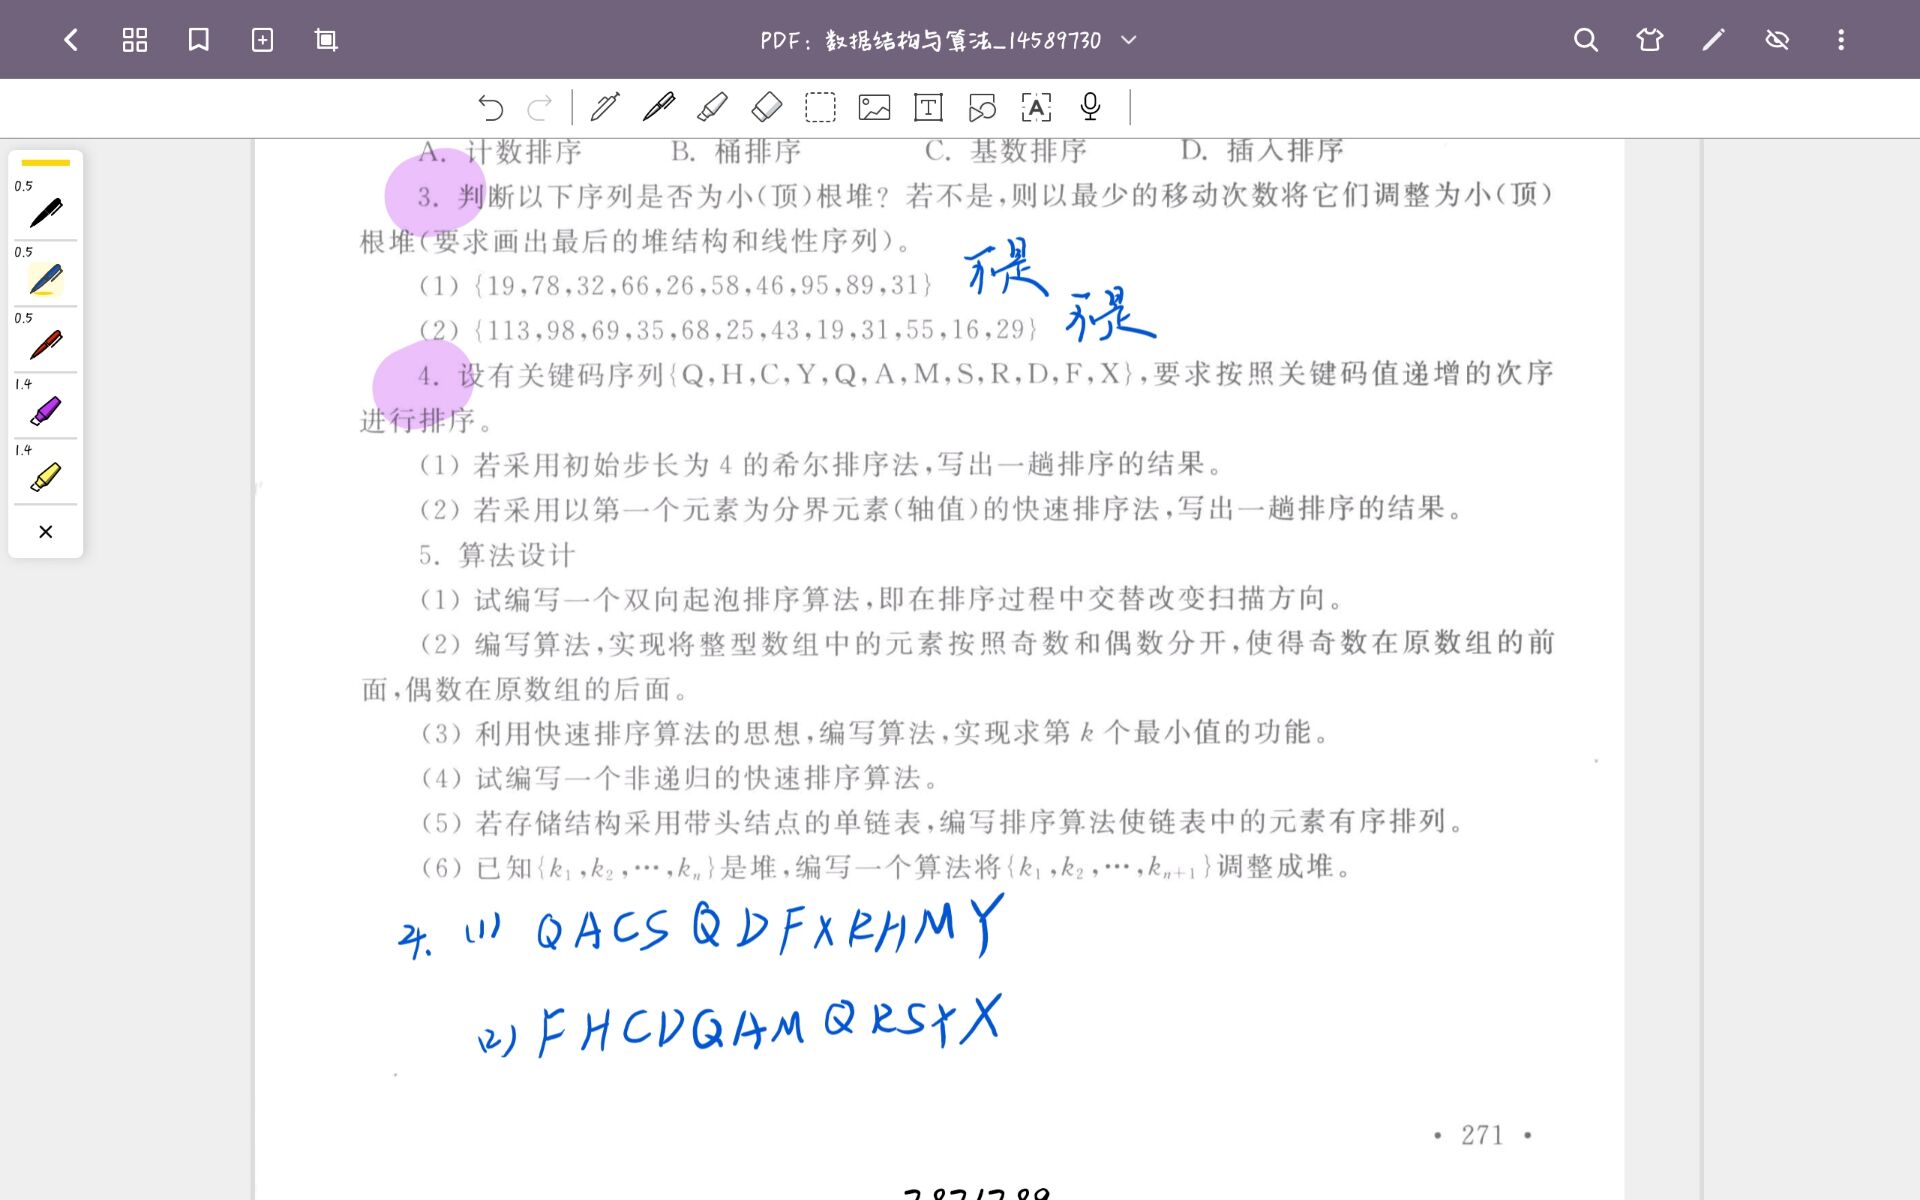 PDF：数据结构与算法_14589730
0.5
0.5
0.5
1.4
1.4
A. 计数排序 B. 桶排序 C. 基数排序 D. 插入排序
3. 判断以下序列是否为小(顶)根堆？若不是,则以最少的移动次数将它们调整为小(顶)
根堆(要求画出最后的堆结构和线性序列)。
(1) {19,78,32,66,26,58,46,95,89,31} 不是
(2) {113,98,69,35,68,25,43,19,31,55,16,29} 不是
4. 设有关键码序列{Q,H,C,Y,Q,A,M,S,R,D,F,X},要求按照关键码值递增的次序
进行排序。
(1) 若采用初始步长为 4 的希尔排序法,写出一趟排序的结果。
(2) 若采用以第一个元素为分界元素(轴值)的快速排序法,写出一趟排序的结果。
5. 算法设计
(1) 试编写一个双向起泡排序算法,即在排序过程中交替改变扫描方向。
(2) 编写算法,实现将整型数组中的元素按照奇数和偶数分开,使得奇数在原数组的前
面,偶数在原数组的后面。
(3) 利用快速排序算法的思想,编写算法,实现求第 k 个最小值的功能。
(4) 试编写一个非递归的快速排序算法。
(5) 若存储结构采用带头结点的单链表,编写排序算法使链表中的元素有序排列。
(6) 已知{k₁,k₂,…,kₙ}是堆,编写一个算法将{k₁,k₂,…,kₙ₊₁}调整成堆。
4. (1) Q A C S Q D F X R H M Y
(2) F H C D Q A M Q R S Y X
• 271 •